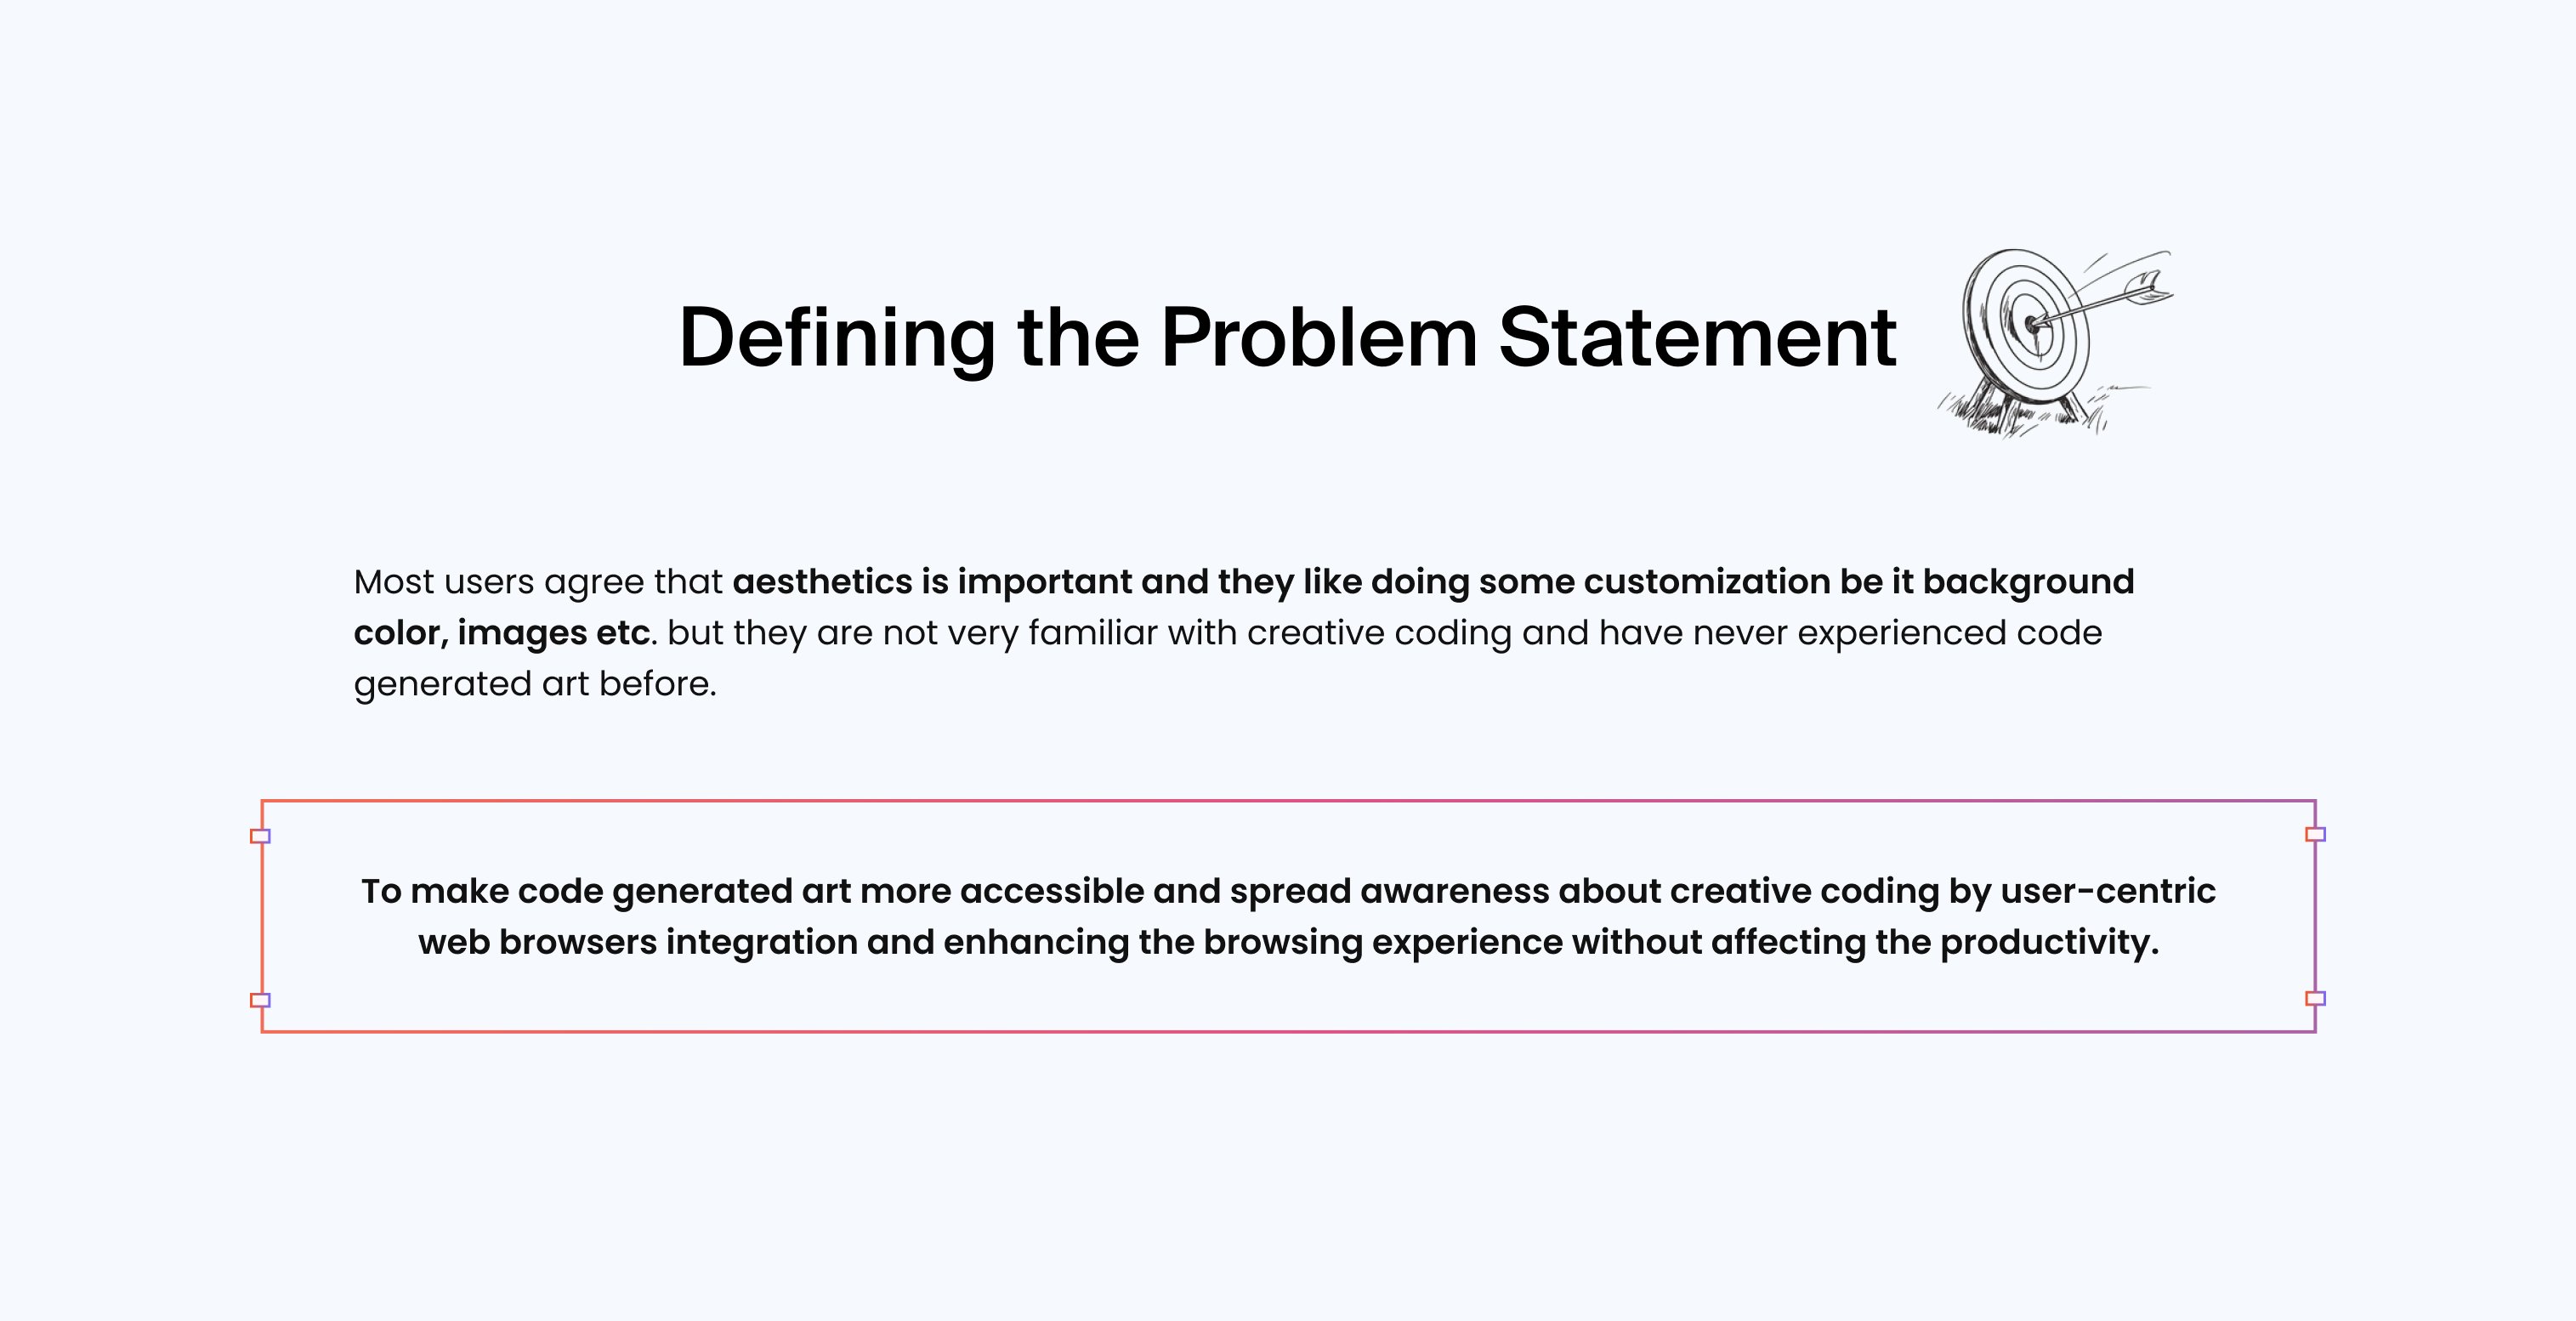 Defining the Problem Statement
Most users agree that aesthetics is important and they like doing some customization be it background
color, images etc. but they are not very familiar with creative coding and have never experienced code
generated art before.
To make code generated art more accessible and spread awareness about creative coding by user-centric
web browsers integration and enhancing the browsing experience without affecting the productivity.